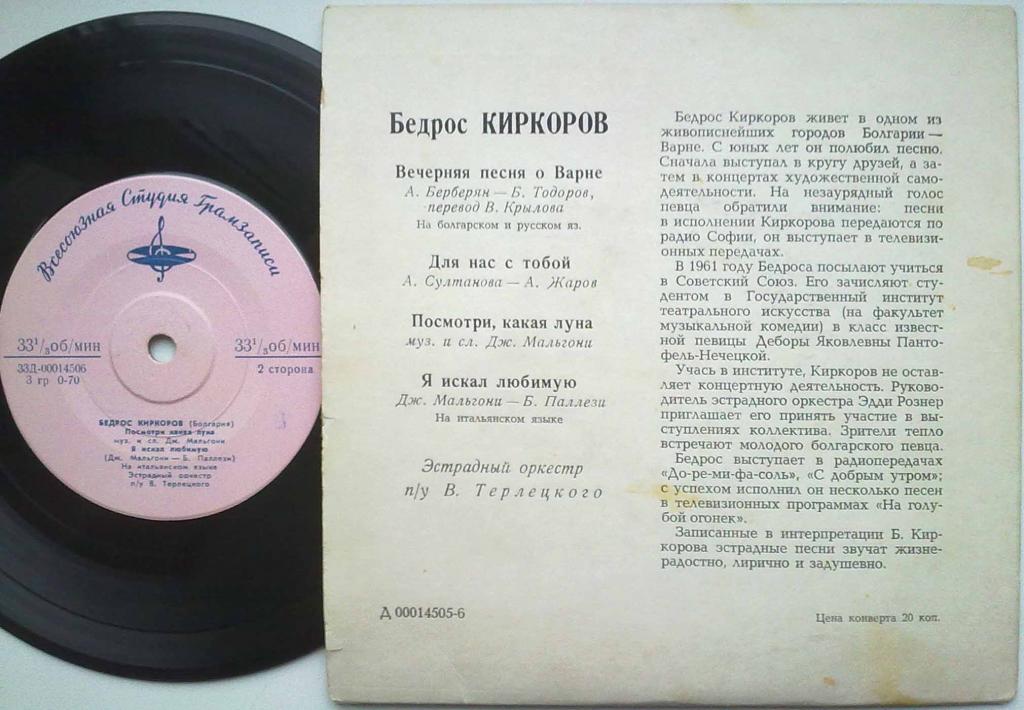 Всесоюзная Студия Грамзаписи
33 1/3 об/мин
33 1/3 об/мин
33Д-00014506
3 гр 0-70
2 сторона
БЕДРОС КИРКОРОВ (Болгария)
Посмотри какая луна
муз. и сл. Дж. Мальгони
Я искал любимую
(Дж. Мальгони—Б. Паллези)
На итальянском языке
Эстрадный оркестр
п/у В. Терлецкого
Бедрос КИРКОРОВ
Вечерняя песня о Варне
А. Берберян — Б. Тодоров,
перевод В. Крылова
На болгарском и русском яз.
Для нас с тобой
А. Султанова — А. Жаров
Посмотри, какая луна
муз. и сл. Дж. Мальгони
Я искал любимую
Дж. Мальгони — Б. Паллези
На итальянском языке
Эстрадный оркестр
п/у В. Терлецкого
Д 00014505-6
Бедрос Киркоров живет в одном из
живописнейших городов Болгарии —
Варне. С юных лет он полюбил песню.
Сначала выступал в кругу друзей, а за-
тем в концертах художественной само-
деятельности. На незаурядный голос
певца обратили внимание: песни
в исполнении Киркорова передаются по
радио Софии, он выступает в телевизи-
онных передачах.
В 1961 году Бедроса посылают учиться
в Советский Союз. Его зачисляют сту-
дентом в Государственный институт
театрального искусства (на факультет
музыкальной комедии) в класс извест-
ной певицы Деборы Яковлевны Панто-
фель-Нечецкой.
Учась в институте, Киркоров не ос-
тавляет концертную деятельность. Руково-
дитель эстрадного оркестра Эдди Рознер
приглашает его принять участие в вы-
ступлениях коллектива. Зрители тепло
встречают молодого болгарского певца.
Бедрос выступает в радиопередачах
«До-ре-ми-фа-соль», «С добрым утром»;
с успехом исполнил он несколько песен
в телевизионных программах «На голу-
бой огонек».
Записанные в интерпретации Б. Кир-
корова эстрадные песни звучат жизне-
радостно, лирично и задушевно.
Цена конверта 20 коп.